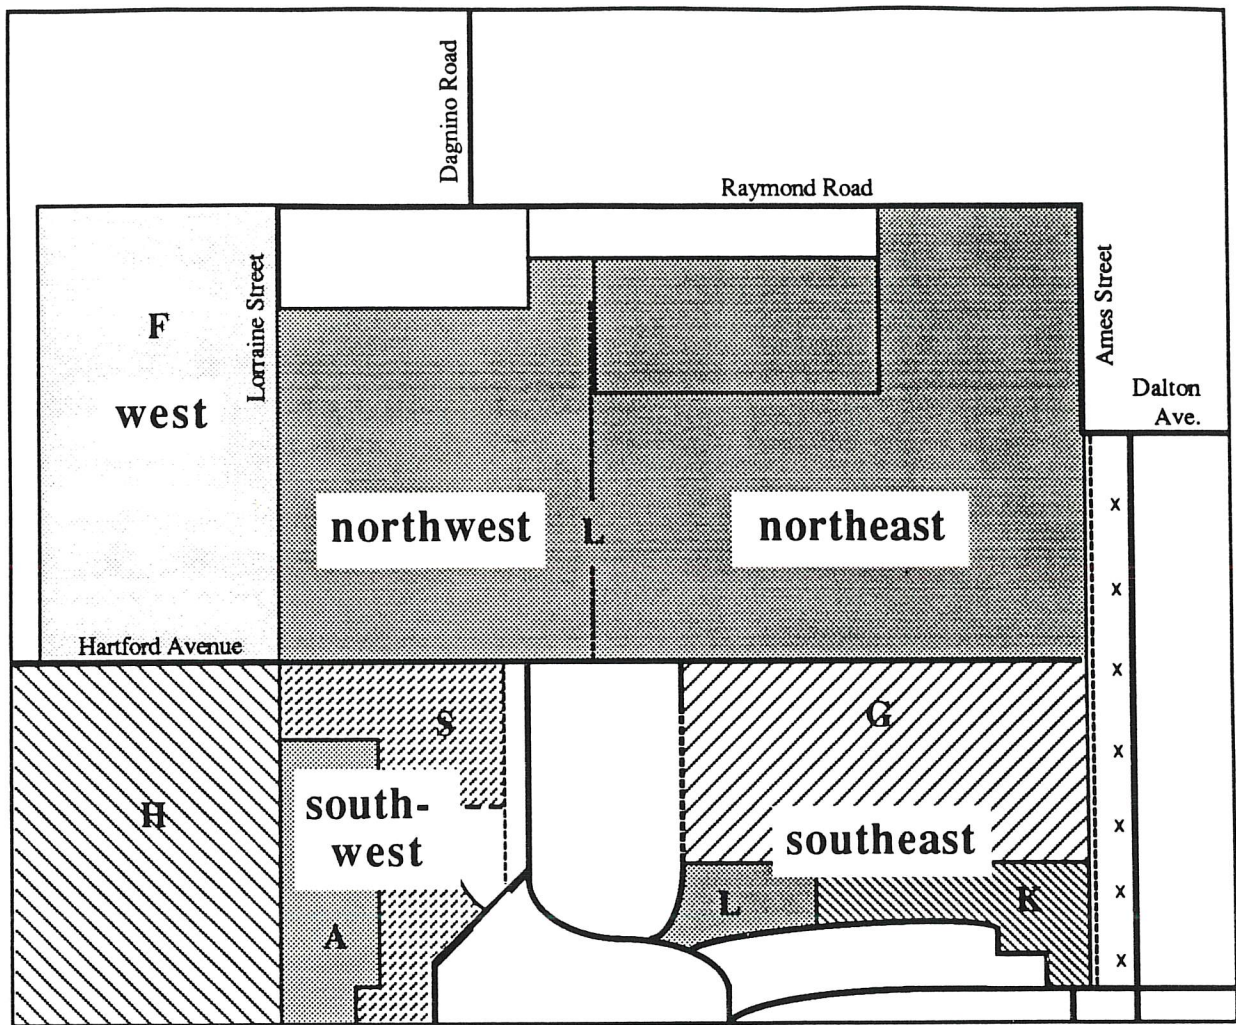 Dagnino Road
Raymond Road
Lorraine Street
Ames Street
F
west
Dalton
Ave.
northwest
L
northeast
x
x
Hartford Avenue
x
S
G
x
H
south-
west
southeast
x
L
K
x
A
x